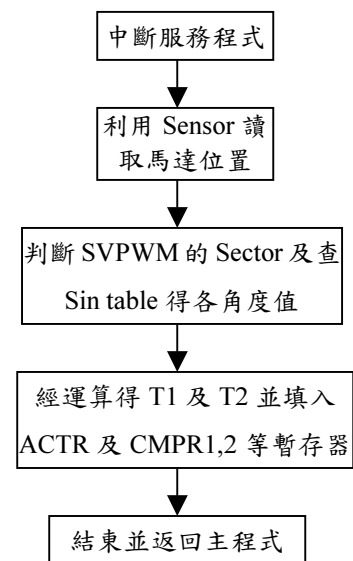 中斷服務程式
利用 Sensor 讀
取馬達位置
判斷 SVPWM 的 Sector 及查
Sin table 得各角度值
經運算得 T1 及 T2 並填入
ACTR 及 CMPR1,2 等暫存器
結束並返回主程式